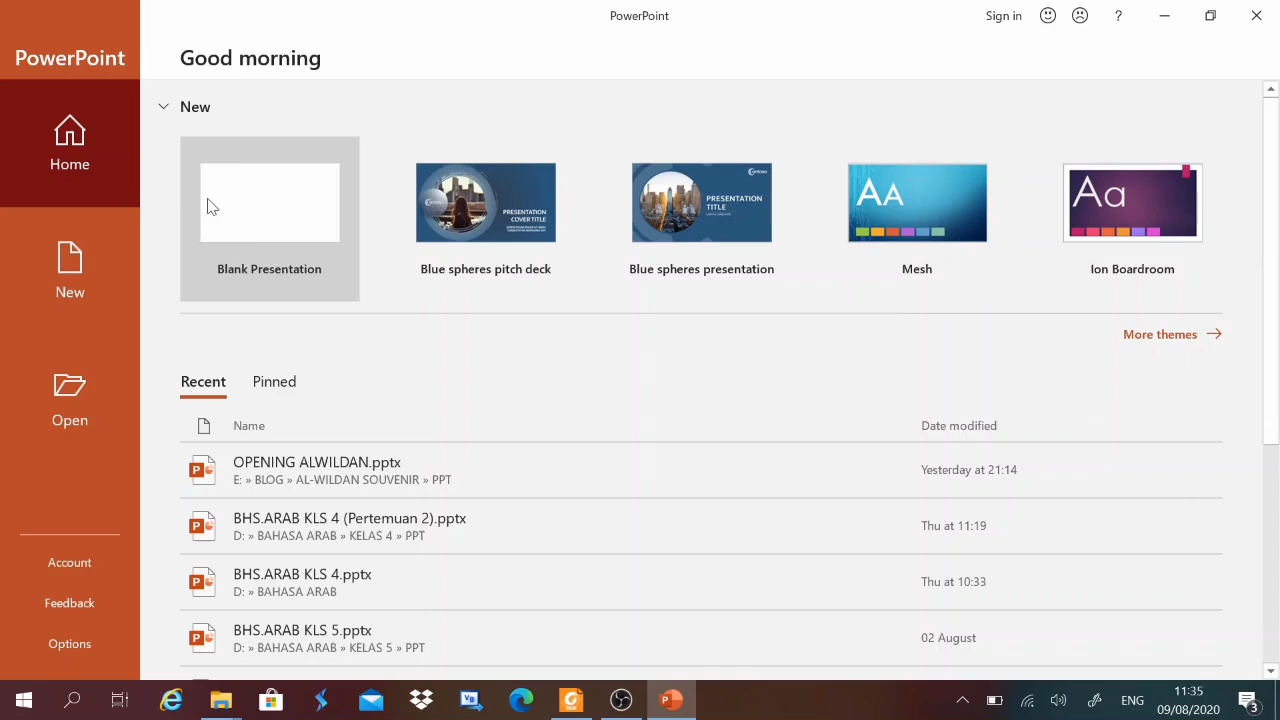 PowerPoint
Sign in
?
PowerPoint
Good morning
New
Home
New
Open
Account
Feedback
Options
PRESENTATION
COVER TITLE
PRESENTATION
TITLE
AA
Aa
Blank Presentation
Blue spheres pitch deck
Blue spheres presentation
Mesh
Ion Boardroom
More themes
Recent
Pinned
Name
Date modified
OPENING ALWILDAN.pptx
E: » BLOG » AL-WILDAN SOUVENIR » PPT
Yesterday at 21:14
BHS.ARAB KLS 4 (Pertemuan 2).pptx
D: » BAHASA ARAB » KELAS 4 » PPT
Thu at 11:19
BHS.ARAB KLS 4.pptx
D: » BAHASA ARAB
Thu at 10:33
BHS.ARAB KLS 5.pptx
D: » BAHASA ARAB » KELAS 5 » PPT
02 August
ENG
11:35
09/08/2020
3